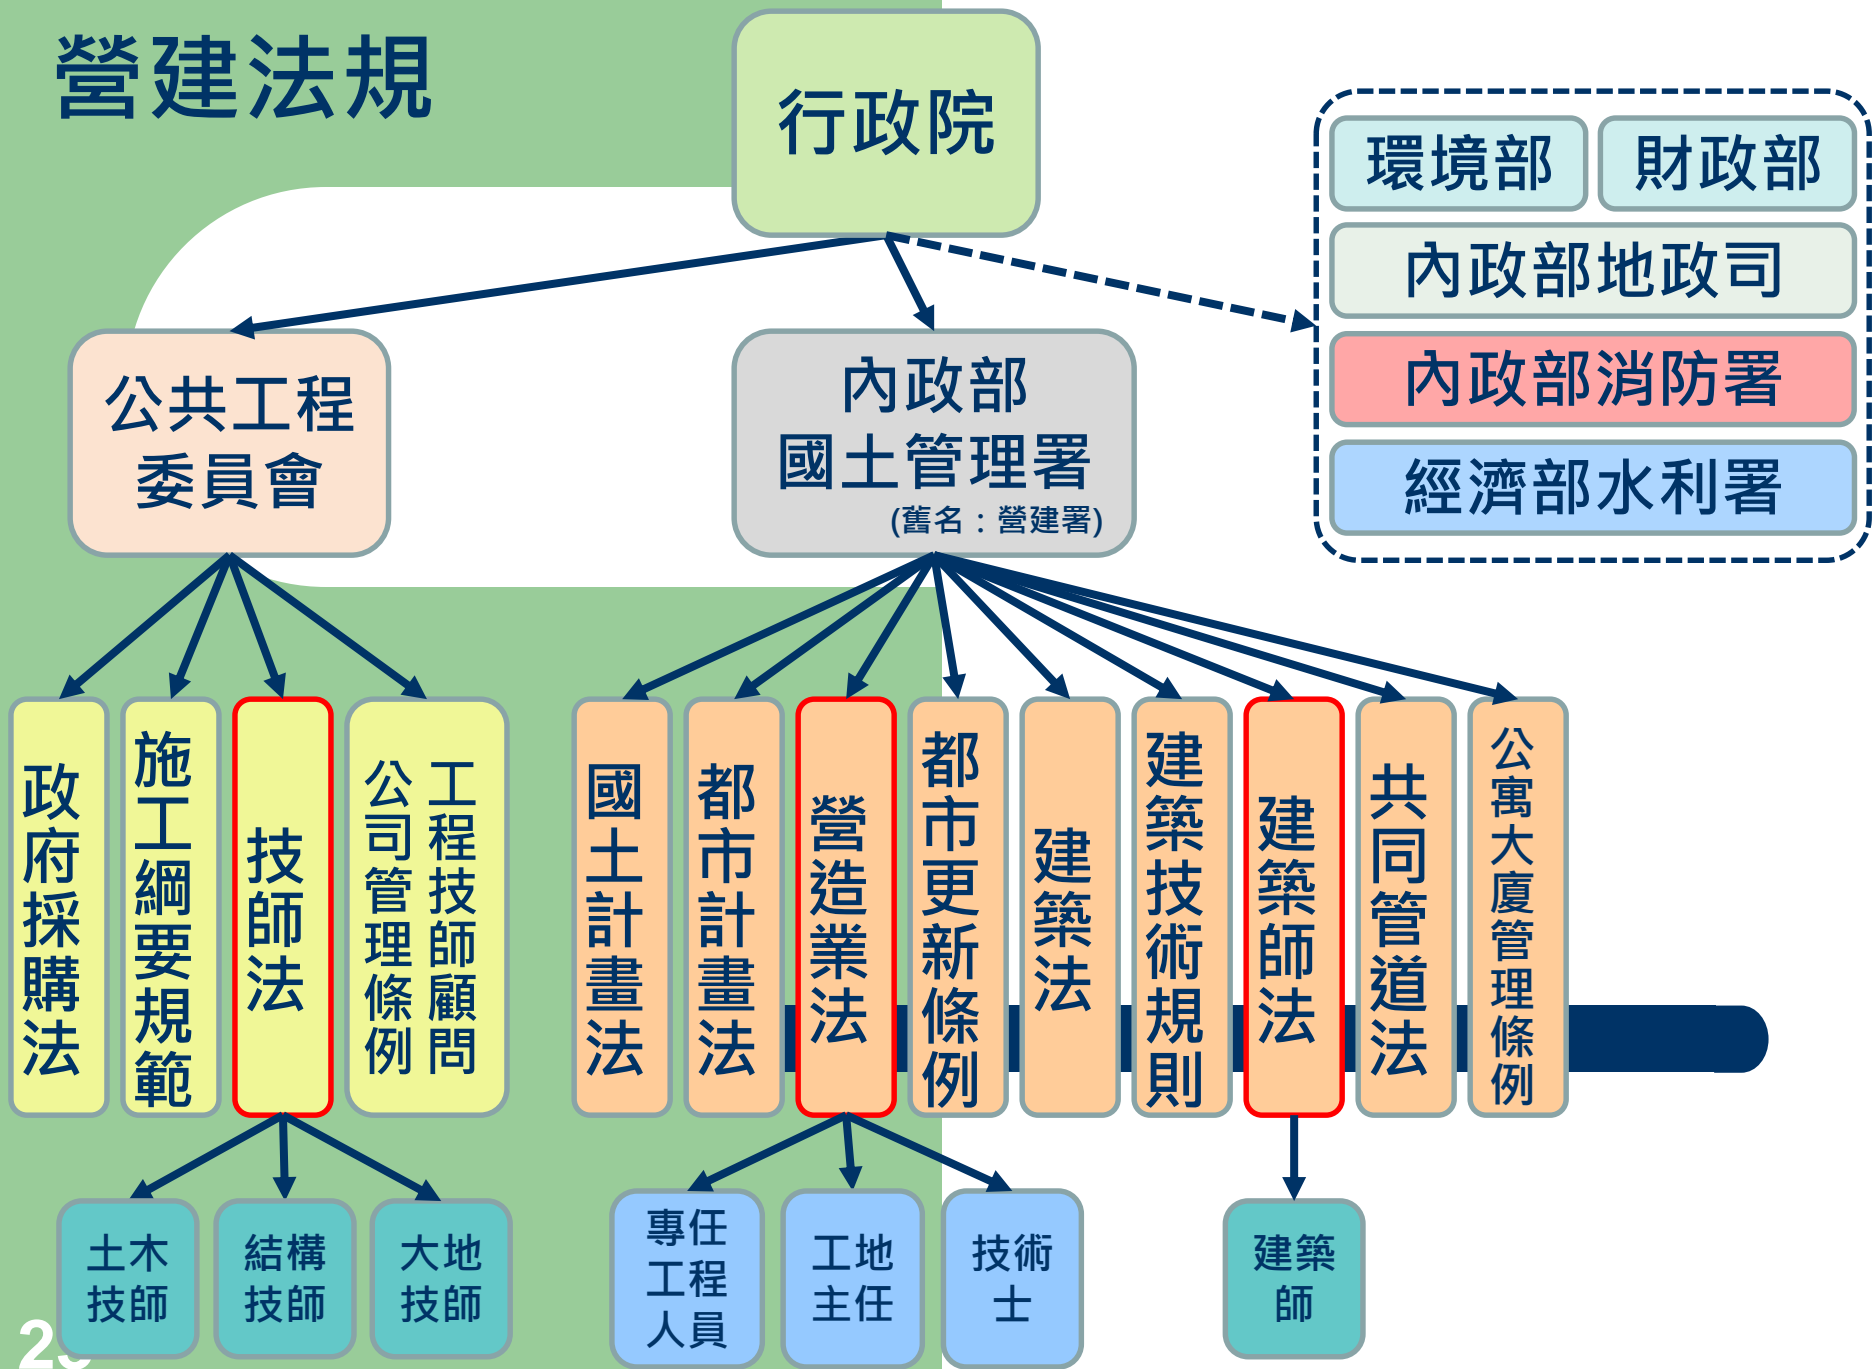 營建法規
行政院
環境部
財政部
內政部地政司
內政部消防署
經濟部水利署
公共工程
委員會
內政部
國土管理署
(舊名：營建署)
政府採購法
施工綱要規範
技師法
工程技師顧問
公司管理條例
國土計畫法
都市計畫法
營造業法
都市更新條例
建築法
建築技術規則
建築師法
共同管道法
公寓大廈管理條例
土木
技師
結構
技師
大地
技師
專任
工程
人員
工地
主任
技術
士
建築
師